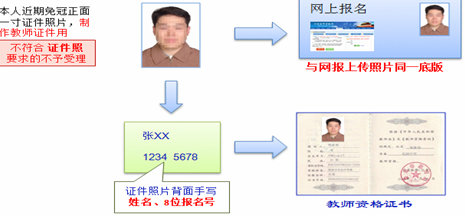 本人近期免冠正面
一寸证件照片，制
作教师证件用
不符合 证件照
要求的不予受理
网上报名
与网报上传照片同一底版
张XX
1234 5678
证件照片背面手写
姓名、8位报名号
教师资格证书